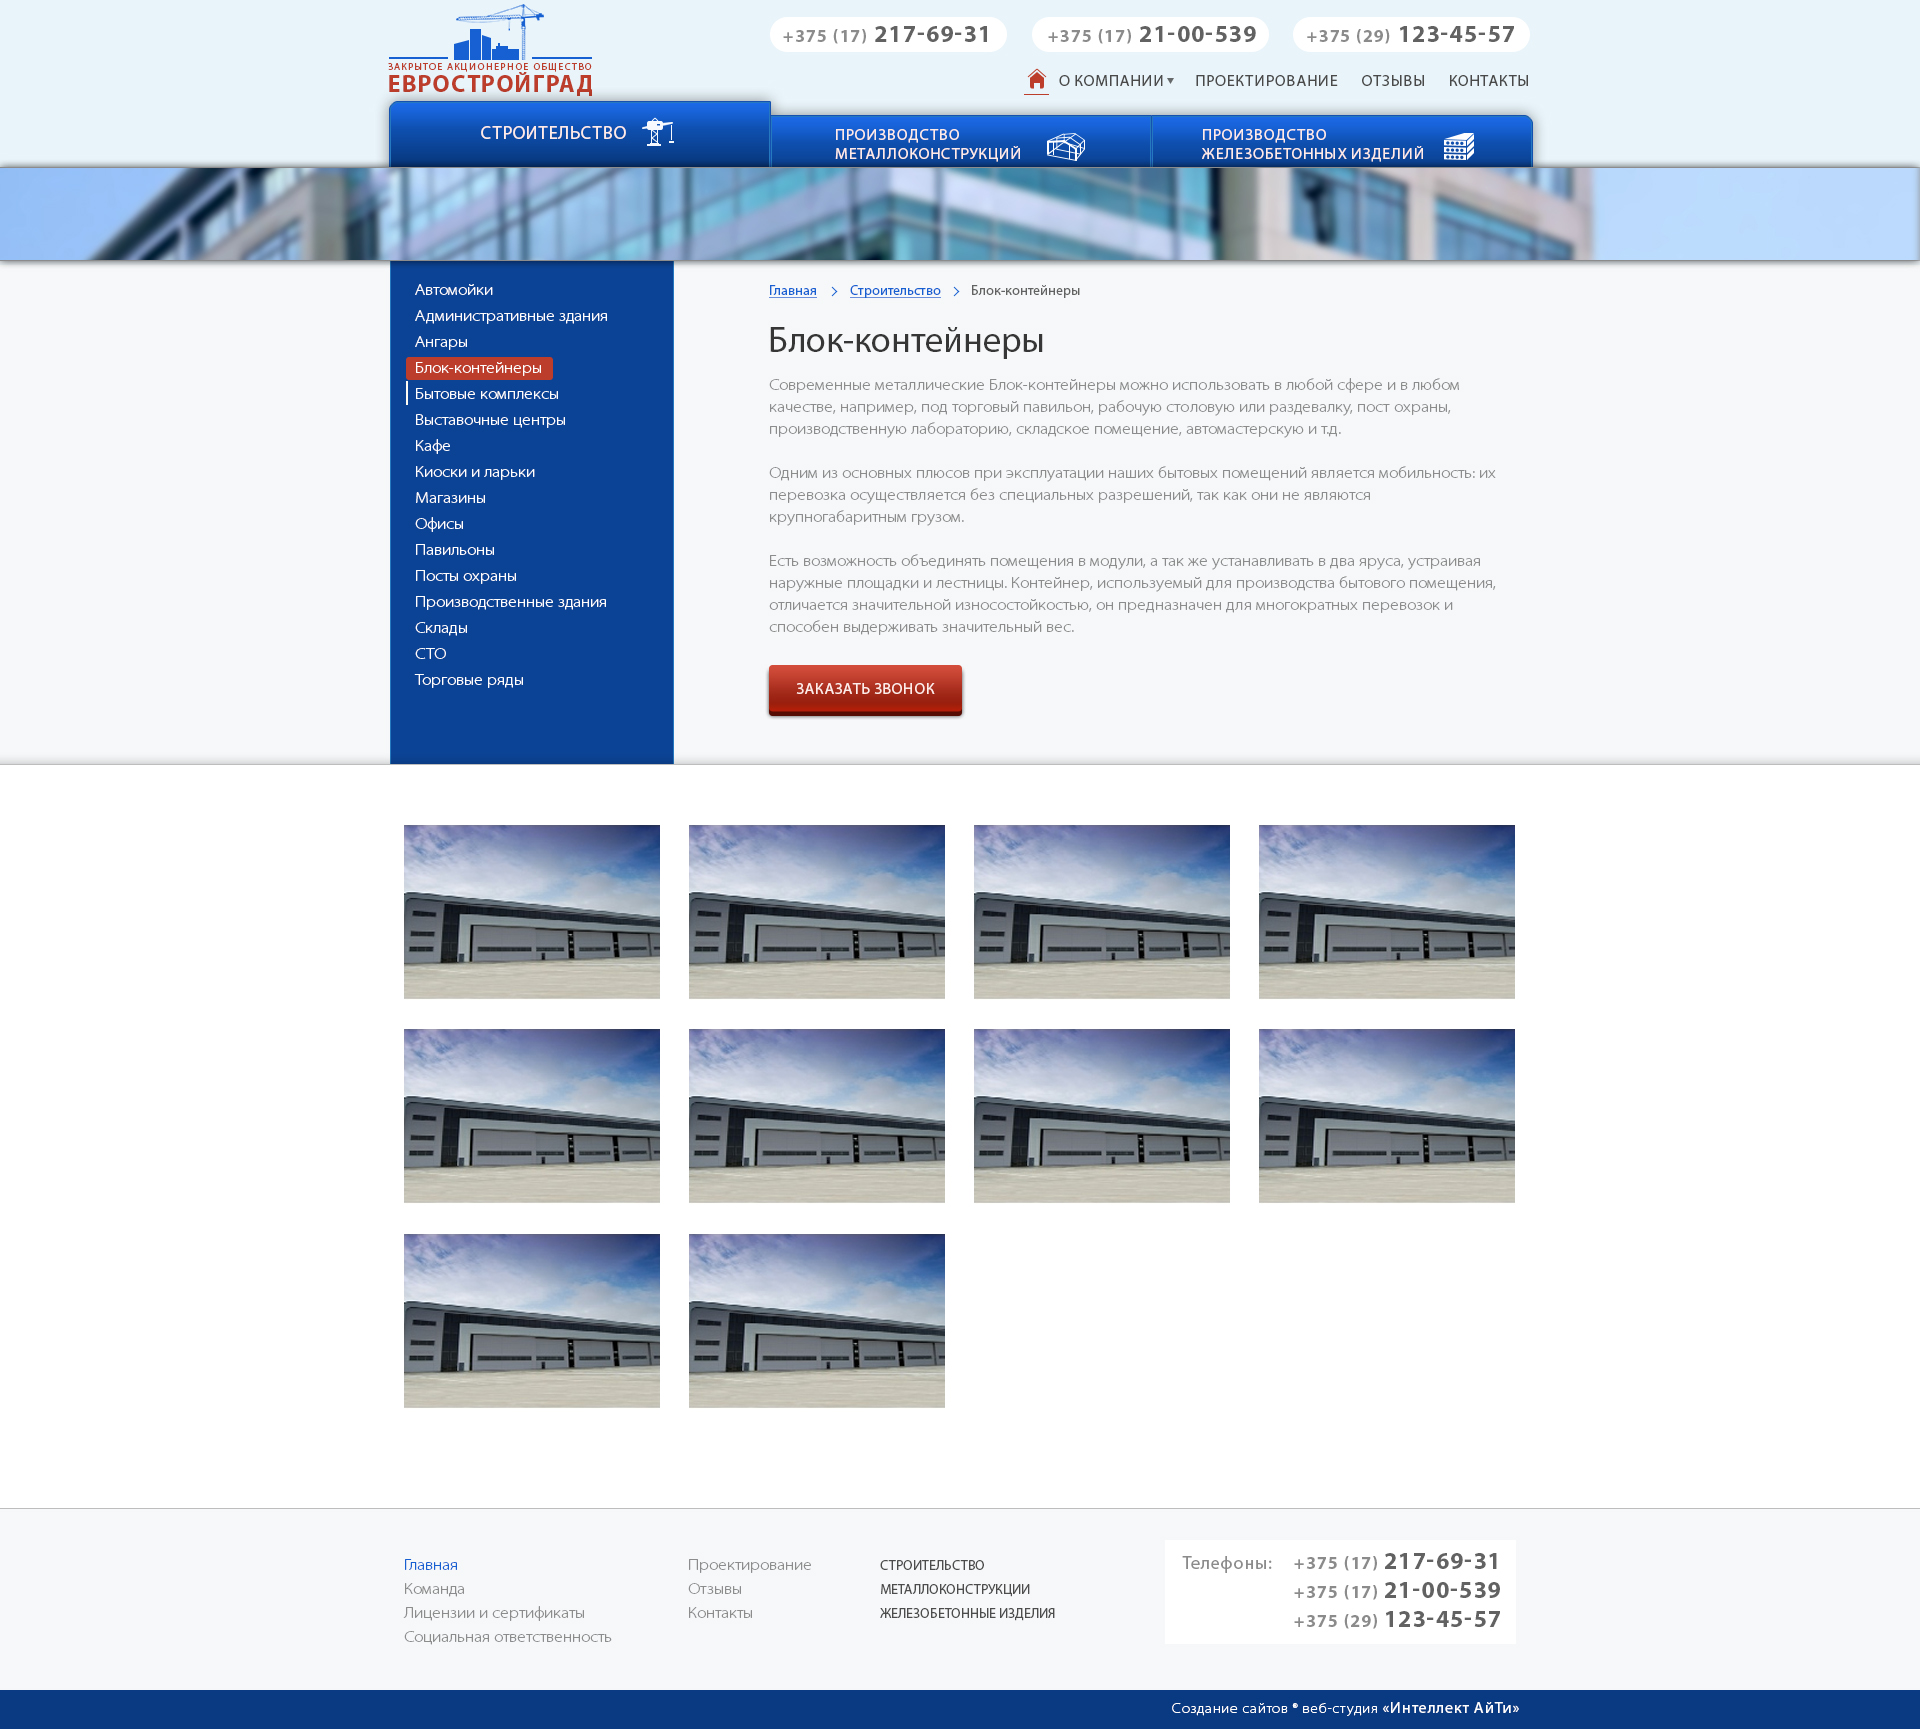 ЗАКРЫТОЕ АКЦИОНЕРНОЕ ОБЩЕСТВО
ЕВРОСТРОЙГРАД
+375 (17) 217-69-31
+375 (17) 21-00-539
+375 (29) 123-45-57
О КОМПАНИИ
ПРОЕКТИРОВАНИЕ
ОТЗЫВЫ
КОНТАКТЫ
СТРОИТЕЛЬСТВО
ПРОИЗВОДСТВО
МЕТАЛЛОКОНСТРУКЦИЙ
ПРОИЗВОДСТВО
ЖЕЛЕЗОБЕТОННЫХ ИЗДЕЛИЙ
Автомойки
Административные здания
Ангары
Блок-контейнеры
Бытовые комплексы
Выставочные центры
Кафе
Киоски и ларьки
Магазины
Офисы
Павильоны
Посты охраны
Производственные здания
Склады
СТО
Торговые ряды
Главная
Строительство
Блок-контейнеры
Блок-контейнеры
Современные металлические Блок-контейнеры можно использовать в любой сфере и в любом
качестве, например, под торговый павильон, рабочую столовую или раздевалку, пост охраны,
производственную лабораторию, складское помещение, автомастерскую и т.д.
Одним из основных плюсов при эксплуатации наших бытовых помещений является мобильность: их
перевозка осуществляется без специальных разрешений, так как они не являются
крупногабаритным грузом.
Есть возможность объединять помещения в модули, а так же устанавливать в два яруса, устраивая
наружные площадки и лестницы. Контейнер, используемый для производства бытового помещения,
отличается значительной износостойкостью, он предназначен для многократных перевозок и
способен выдерживать значительный вес.
ЗАКАЗАТЬ ЗВОНОК
Главная
Команда
Лицензии и сертификаты
Социальная ответственность
Проектирование
Отзывы
Контакты
СТРОИТЕЛЬСТВО
МЕТАЛЛОКОНСТРУКЦИИ
ЖЕЛЕЗОБЕТОННЫЕ ИЗДЕЛИЯ
Телефоны: +375 (17) 217-69-31
+375 (17) 21-00-539
+375 (29) 123-45-57
Создание сайтов ® веб-студия «Интеллект АйТи»